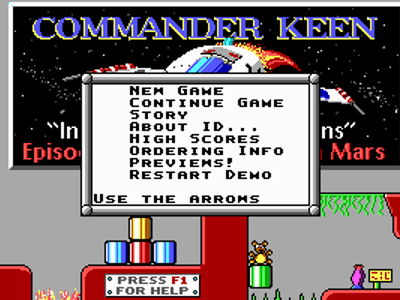 COMMANDER KEEN
"In
ns"
Episo
Mars
New Game
Continue Game
Story
About ID...
High Scores
Ordering Info
Previews!
Restart Demo
Use the arrows
PRESS F1
FOR HELP